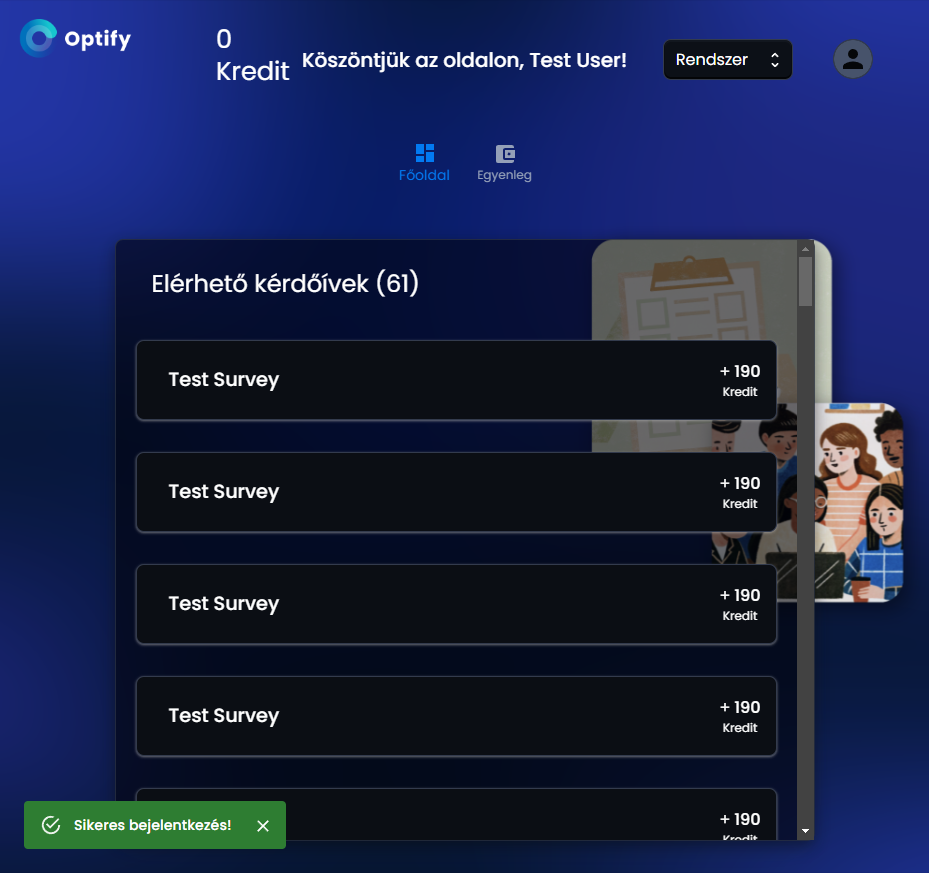 Optify
0
Kredit
Köszöntjük az oldalon, Test User!
Rendszer
Főoldal
Egyenleg
Elérhető kérdőívek (61)
Test Survey
+ 190
Kredit
Test Survey
+ 190
Kredit
Test Survey
+ 190
Kredit
Test Survey
+ 190
Kredit
+ 190
Kredit
Sikeres bejelentkezés!